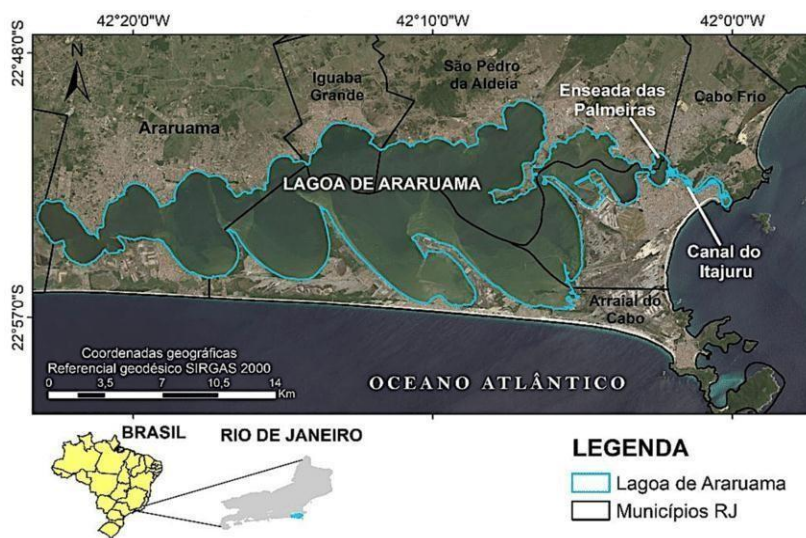 42°20'0"W
42°10'0"W
42°00'0"W
22°48'0"S
22°57'0"S
N
Iguaba
Grande
São Pedro
da Aldeia
Enseada das
Palmeiras
Cabo Frio
Araruama
LAGOA DE ARARUAMA
Canal do
Itajuru
Arraial do
Cabo
Coordenadas geográficas
Referencial geodésico SIRGAS 2000
0 3,5 7 10,5 14
Km
OCEANO ATLÂNTICO
BRASIL
RIO DE JANEIRO
LEGENDA
Lagoa de Araruama
Municípios RJ